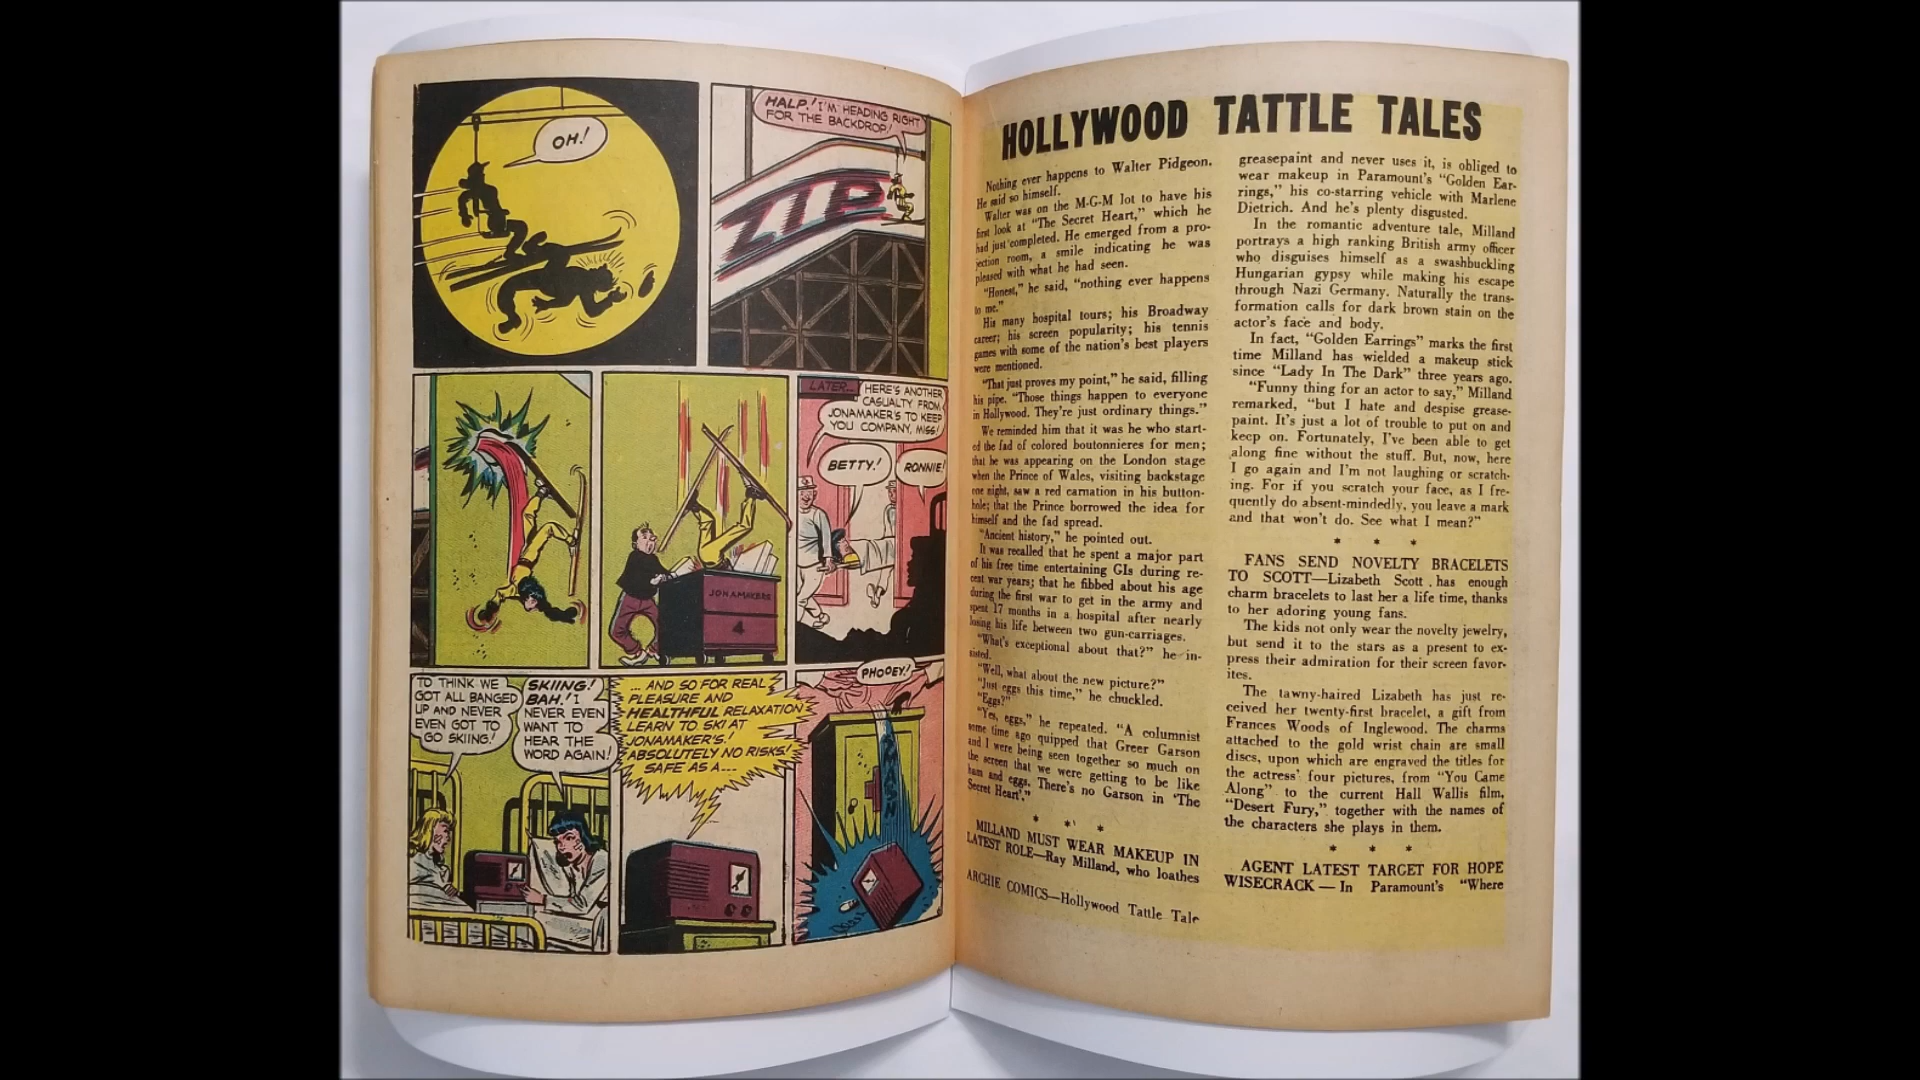 OH!
HALP! I'M HEADING RIGHT
FOR THE BACKDROP!
ZIP
JONAMAKERS
4
LATER...
HERE'S ANOTHER
CASUALTY FROM
JONAMAKER'S TO KEEP
YOU COMPANY, MISS!
BETTY!
RONNIE!
TO THINK WE
GOT ALL BANGED
UP AND NEVER
EVEN GOT TO
GO SKIING!
SKIING!
BAH! I
NEVER EVEN
WANT TO
HEAR THE
WORD AGAIN!
... AND SO FOR REAL
PLEASURE AND
HEALTHFUL RELAXATION
LEARN TO SKI AT
JONAMAKER'S!
ABSOLUTELY NO RISKS!
SAFE AS A---
PHOOEY!
SMASH
HOLLYWOOD TATTLE TALES
Nothing ever happens to Walter Pidgeon.
He said so himself.
Walter was on the M-G-M lot to have his
first look at "The Secret Heart," which he
had just completed. He emerged from a pro-
jection room, a smile indicating he was
pleased with what he had seen.
"Honest," he said, "nothing ever happens
to me."
His many hospital tours; his Broadway
career; his screen popularity; his tennis
games with some of the nation's best players
were mentioned.
"That just proves my point," he said, filling
his pipe. "Those things happen to everyone
in Hollywood. They're just ordinary things."
We reminded him that it was he who start-
ed the fad of colored boutonnieres for men;
that he was appearing on the London stage
when the Prince of Wales, visiting backstage
one night, saw a red carnation in his button-
hole; that the Prince borrowed the idea for
himself and the fad spread.
"Ancient history," he pointed out.
It was recalled that he spent a major part
of his free time entertaining GIs during re-
cent war years; that he fibbed about his age
during the first war to get in the army and
spent 17 months in a hospital after nearly
losing his life between two gun-carriages.
"What's exceptional about that?" he in-
sisted.
"Well, what about the new picture?"
"Just eggs this time," he chuckled.
"Eggs?"
"Yes, eggs," he repeated. "A columnist
some time ago quipped that Greer Garson
and I were being seen together so much on
the screen that we were getting to be like
ham and eggs. There's no Garson in 'The
Secret Heart'."
* * *
MILLAND MUST WEAR MAKEUP IN
LATEST ROLE—Ray Milland, who loathes
ARCHIE COMICS—Hollywood Tattle Tale
greasepaint and never uses it, is obliged to
wear makeup in Paramount's "Golden Ear-
rings," his co-starring vehicle with Marlene
Dietrich. And he's plenty disgusted.
In the romantic adventure tale, Milland
portrays a high ranking British army officer
who disguises himself as a swashbuckling
Hungarian gypsy while making his escape
through Nazi Germany. Naturally the trans-
formation calls for dark brown stain on the
actor's face and body.
In fact, "Golden Earrings" marks the first
time Milland has wielded a makeup stick
since "Lady In The Dark" three years ago.
"Funny thing for an actor to say," Milland
remarked, "but I hate and despise grease-
paint. It's just a lot of trouble to put on and
keep on. Fortunately, I've been able to get
along fine without the stuff. But, now, here
I go again and I'm not laughing or scratch-
ing. For if you scratch your face, as I fre-
quently do absent-mindedly, you leave a mark
and that won't do. See what I mean?"
* * *
FANS SEND NOVELTY BRACELETS
TO SCOTT—Lizabeth Scott has enough
charm bracelets to last her a life time, thanks
to her adoring young fans.
The kids not only wear the novelty jewelry,
but send it to the stars as a present to ex-
press their admiration for their screen favor-
ites.
The tawny-haired Lizabeth has just re-
ceived her twenty-first bracelet, a gift from
Frances Woods of Inglewood. The charms
attached to the gold wrist chain are small
discs, upon which are engraved the titles for
the actress' four pictures, from "You Came
Along" to the current Hall Wallis film,
"Desert Fury," together with the names of
the characters she plays in them.
* * *
AGENT LATEST TARGET FOR HOPE
WISECRACK — In Paramount's "Where